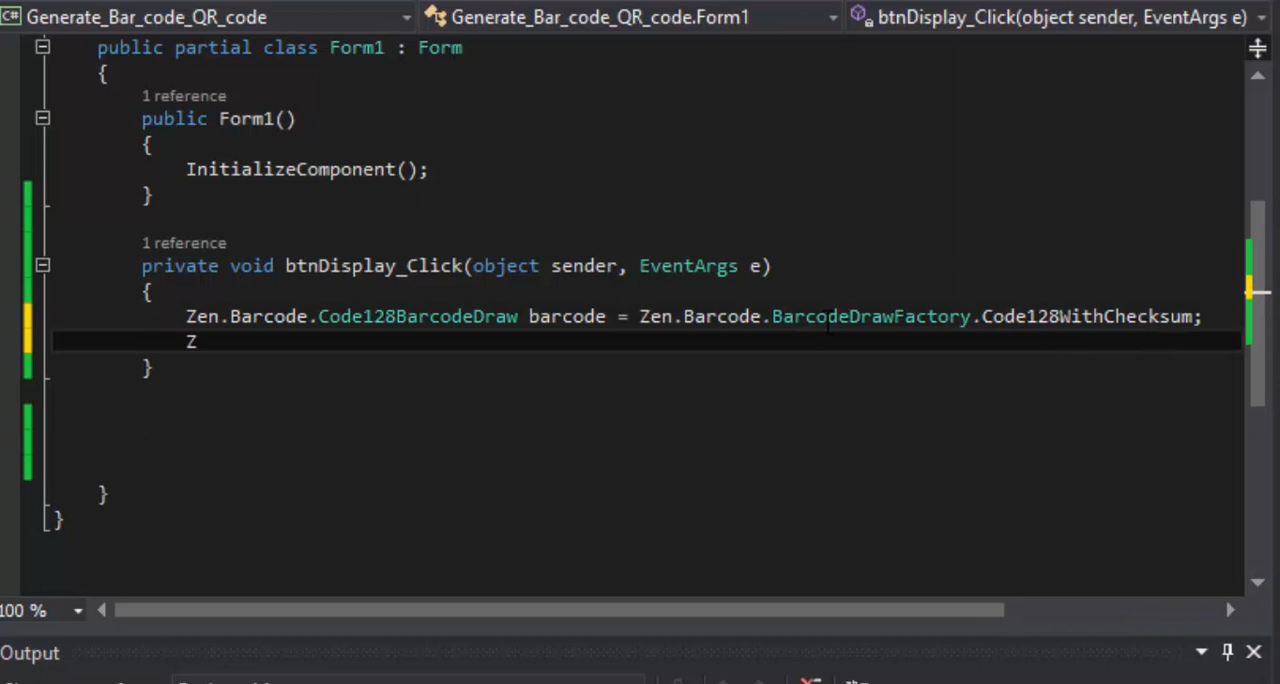 C# Generate_Bar_code_QR_code Generate_Bar_code_QR_code.Form1 btnDisplay_Click(object sender, EventArgs e)
public partial class Form1 : Form
{
1 reference
public Form1()
{
InitializeComponent();
}
1 reference
private void btnDisplay_Click(object sender, EventArgs e)
{
Zen.Barcode.Code128BarcodeDraw barcode = Zen.Barcode.BarcodeDrawFactory.Code128WithChecksum;
Z
}
}
}
100 %
Output